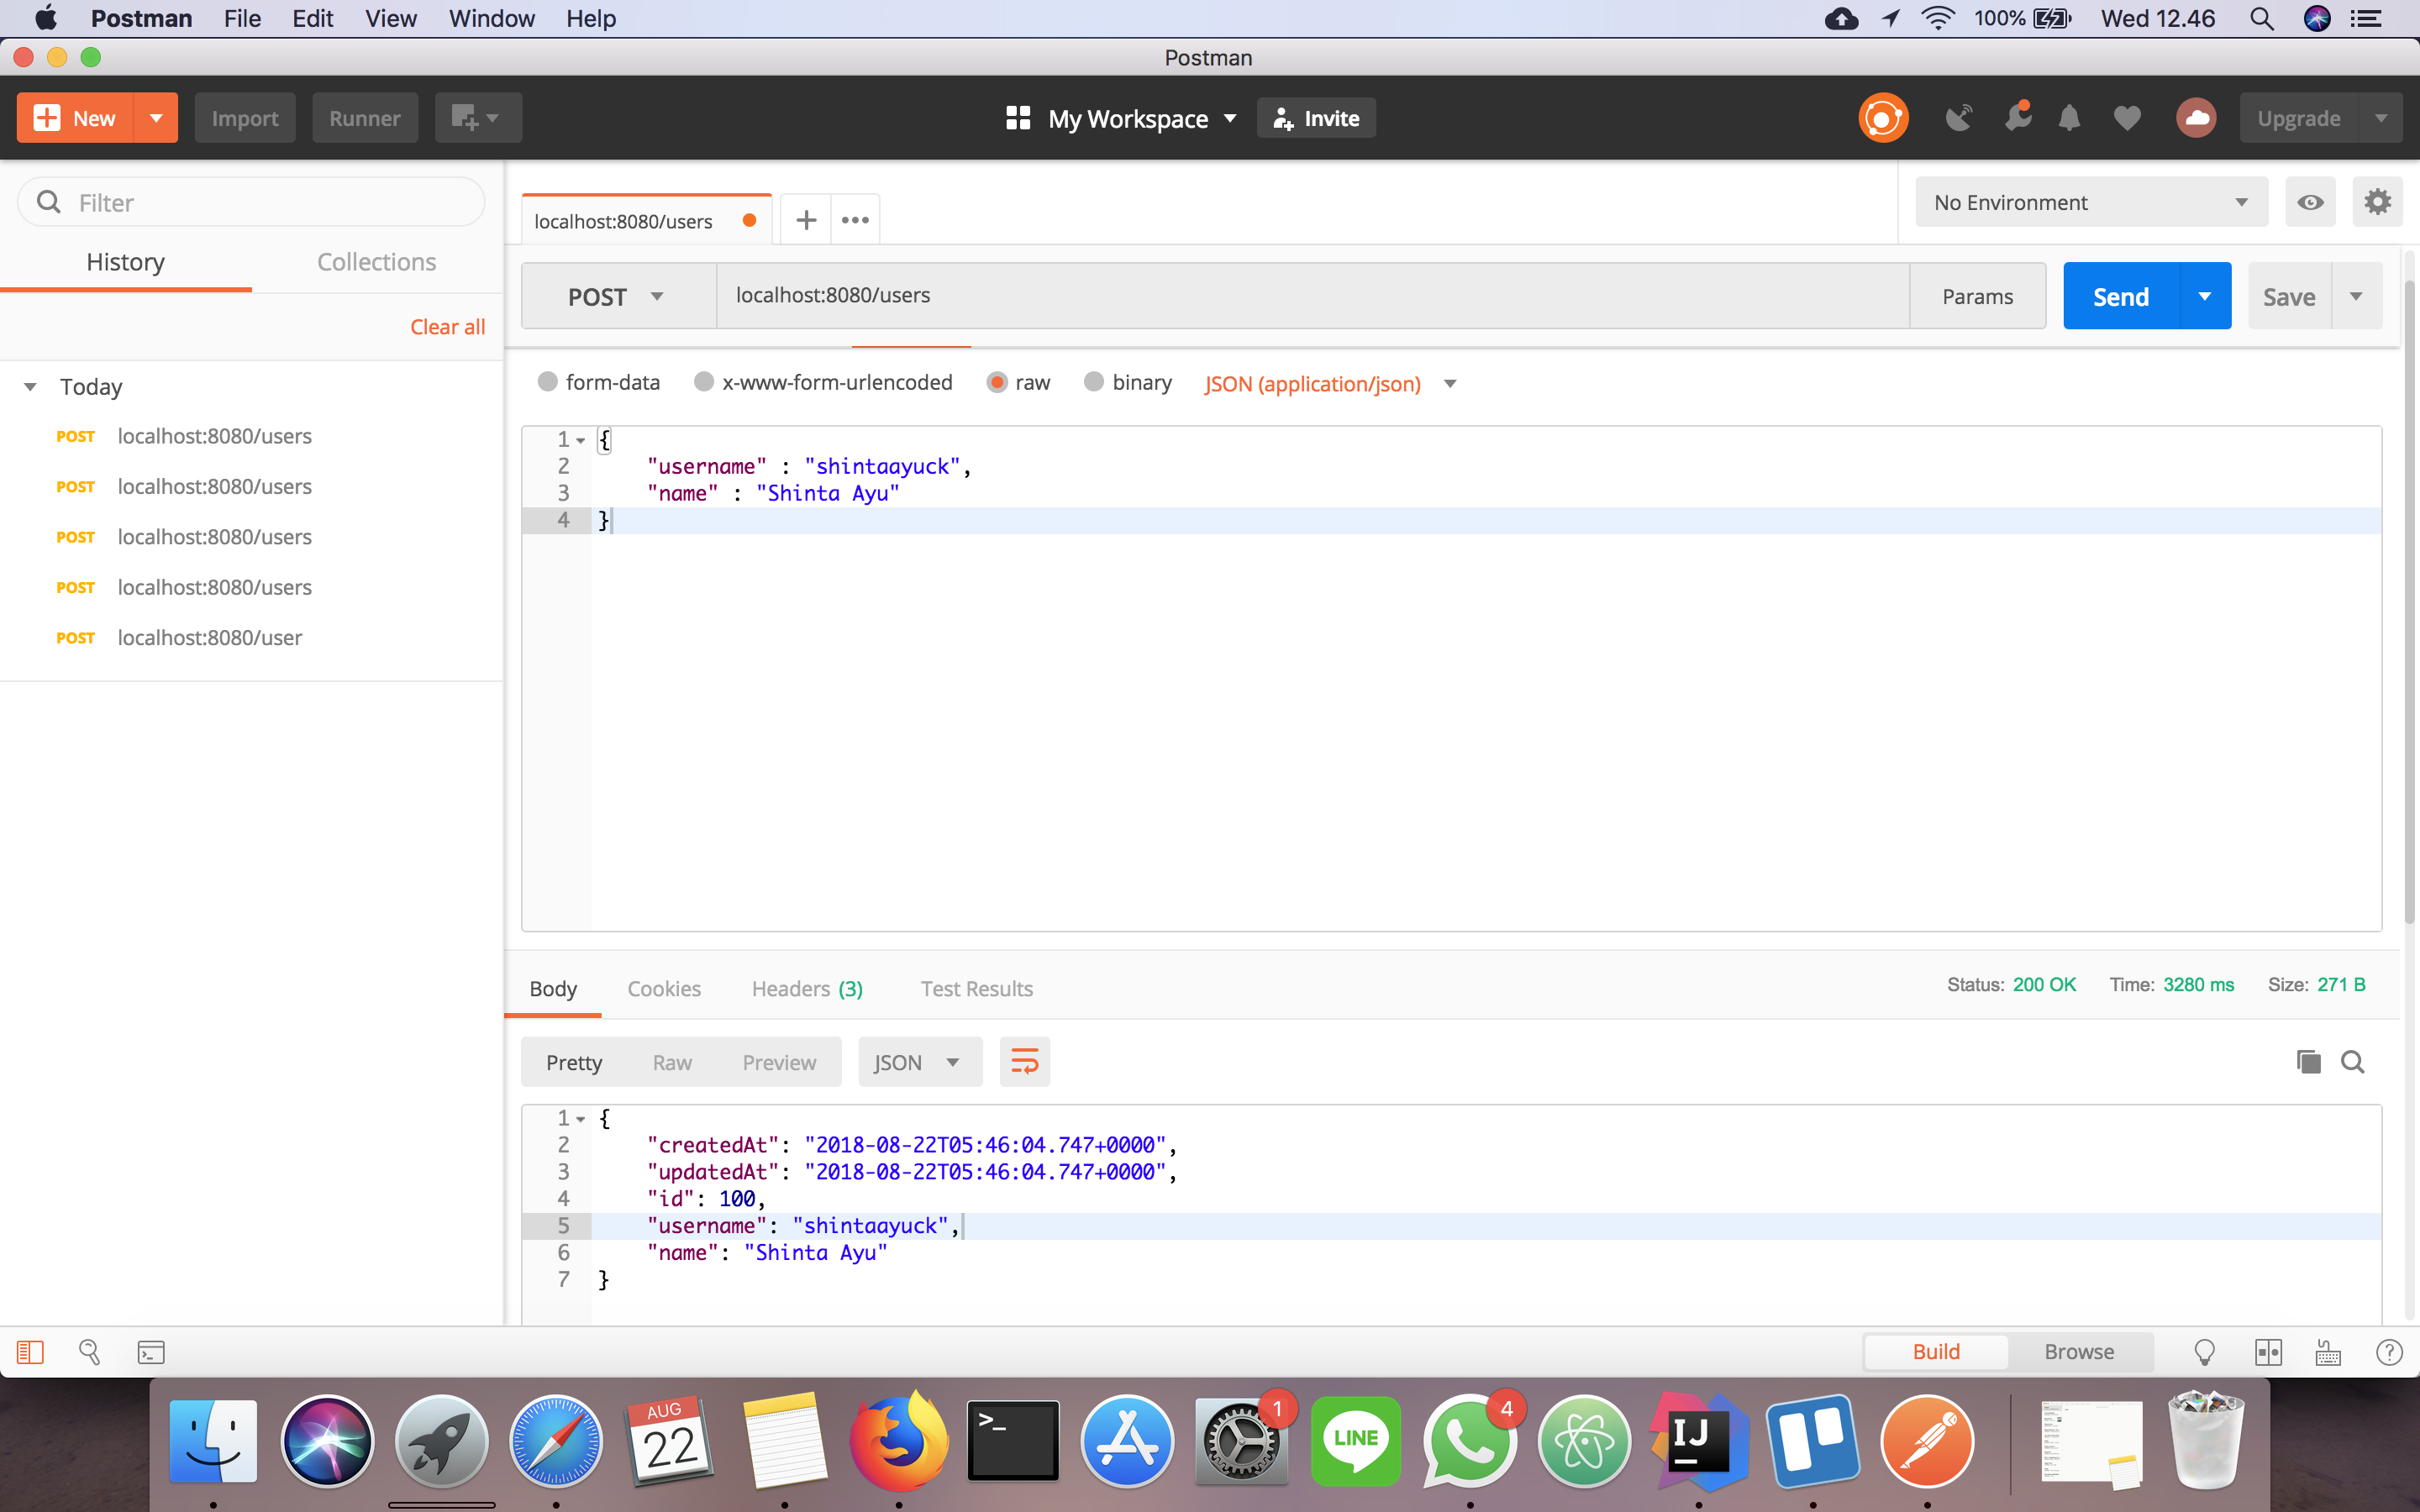 Postman File Edit View Window Help 100% Wed 12.46
Postman
New Import Runner My Workspace Invite Upgrade
Filter
History Collections
Clear all
Today
POST localhost:8080/users
POST localhost:8080/users
POST localhost:8080/users
POST localhost:8080/users
POST localhost:8080/user
localhost:8080/users
No Environment
POST localhost:8080/users Params Send Save
form-data x-www-form-urlencoded raw binary JSON (application/json)
1 {
2 "username" : "shintaayuck",
3 "name" : "Shinta Ayu"
4 }
Body Cookies Headers (3) Test Results Status: 200 OK Time: 3280 ms Size: 271 B
Pretty Raw Preview JSON
1 {
2 "createdAt": "2018-08-22T05:46:04.747+0000",
3 "updatedAt": "2018-08-22T05:46:04.747+0000",
4 "id": 100,
5 "username": "shintaayuck",
6 "name": "Shinta Ayu"
7 }
Build Browse
AUG
22
1
LINE
4
IJ